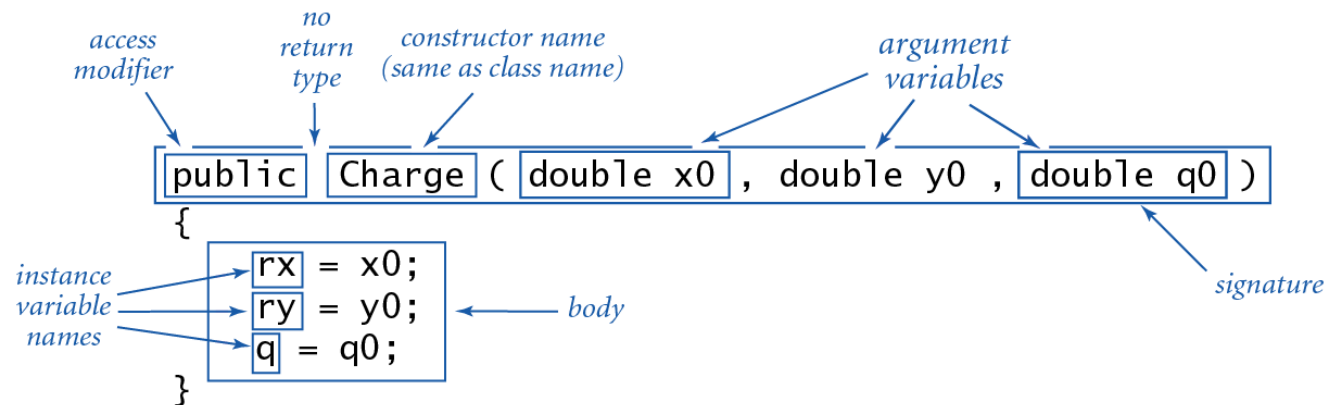 access
modifier
no
return
type
constructor name
(same as class name)
argument
variables
public Charge ( double x0 , double y0 , double q0 )
{
rx = x0;
ry = y0;
q = q0;
}
instance
variable
names
body
signature